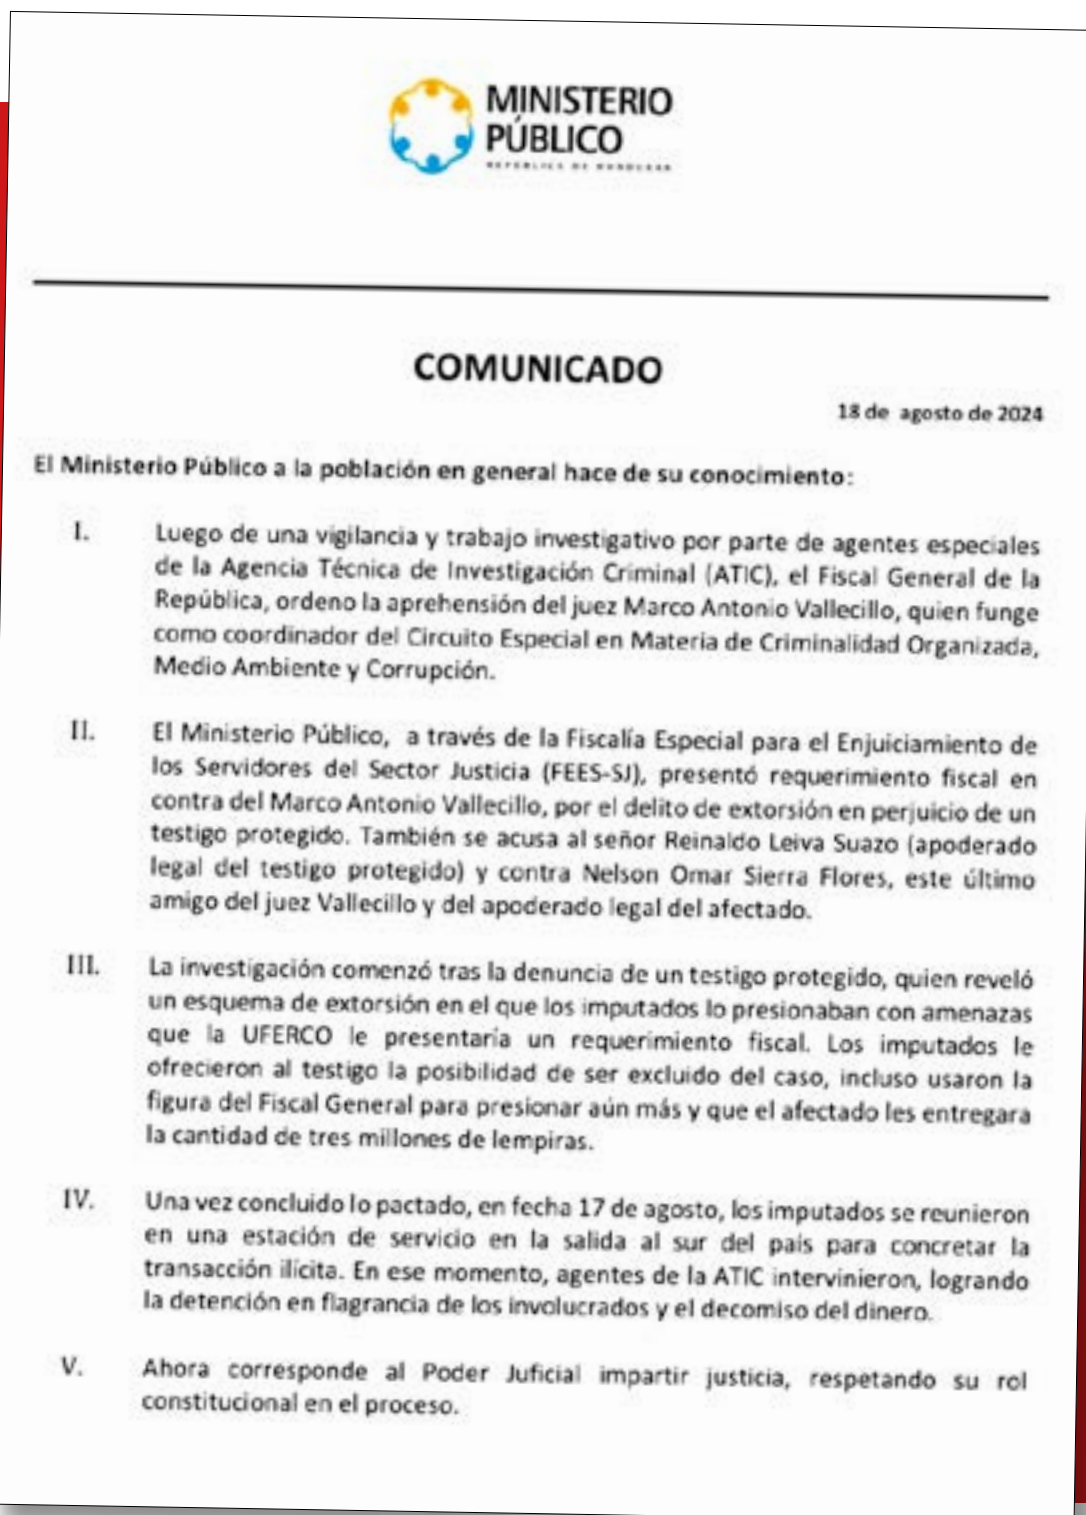 MINISTERIO
PÚBLICO
REPÚBLICA DE HONDURAS
COMUNICADO
18 de agosto de 2024
El Ministerio Público a la población en general hace de su conocimiento:
I. Luego de una vigilancia y trabajo investigativo por parte de agentes especiales
de la Agencia Técnica de Investigación Criminal (ATIC), el Fiscal General de la
República, ordeno la aprehensión del juez Marco Antonio Vallecillo, quien funge
como coordinador del Circuito Especial en Materia de Criminalidad Organizada,
Medio Ambiente y Corrupción.
II. El Ministerio Público, a través de la Fiscalía Especial para el Enjuiciamiento de
los Servidores del Sector Justicia (FEES-SJ), presentó requerimiento fiscal en
contra del Marco Antonio Vallecillo, por el delito de extorsión en perjuicio de un
testigo protegido. También se acusa al señor Reinaldo Leiva Suazo (apoderado
legal del testigo protegido) y contra Nelson Omar Sierra Flores, este último
amigo del juez Vallecillo y del apoderado legal del afectado.
III. La investigación comenzó tras la denuncia de un testigo protegido, quien reveló
un esquema de extorsión en el que los imputados lo presionaban con amenazas
que la UFERCO le presentaría un requerimiento fiscal. Los imputados le
ofrecieron al testigo la posibilidad de ser excluido del caso, incluso usaron la
figura del Fiscal General para presionar aún más y que el afectado les entregara
la cantidad de tres millones de lempiras.
IV. Una vez concluido lo pactado, en fecha 17 de agosto, los imputados se reunieron
en una estación de servicio en la salida al sur del país para concretar la
transacción ilícita. En ese momento, agentes de la ATIC intervinieron, logrando
la detención en flagrancia de los involucrados y el decomiso del dinero.
V. Ahora corresponde al Poder Juficial impartir justicia, respetando su rol
constitucional en el proceso.